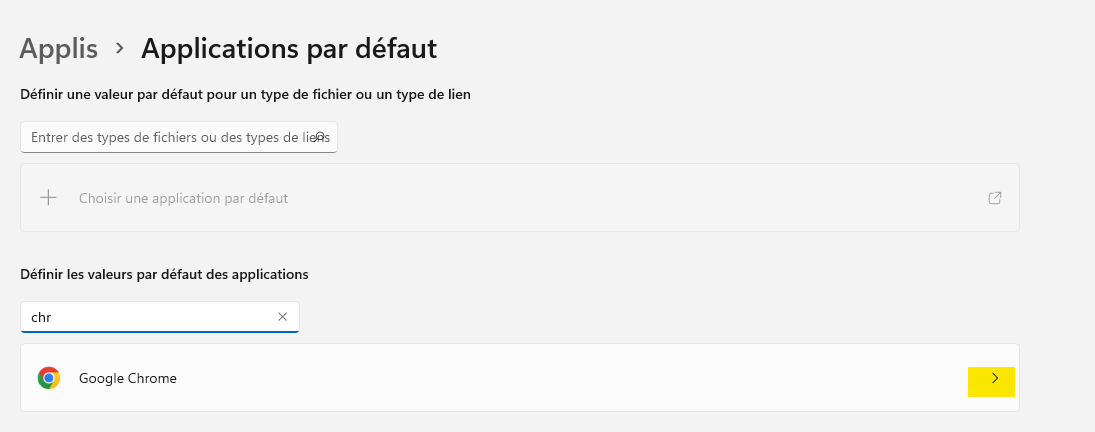 Applis > Applications par défaut
Définir une valeur par défaut pour un type de fichier ou un type de lien
Entrer des types de fichiers ou des types de liens
Choisir une application par défaut
Définir les valeurs par défaut des applications
chr
Google Chrome